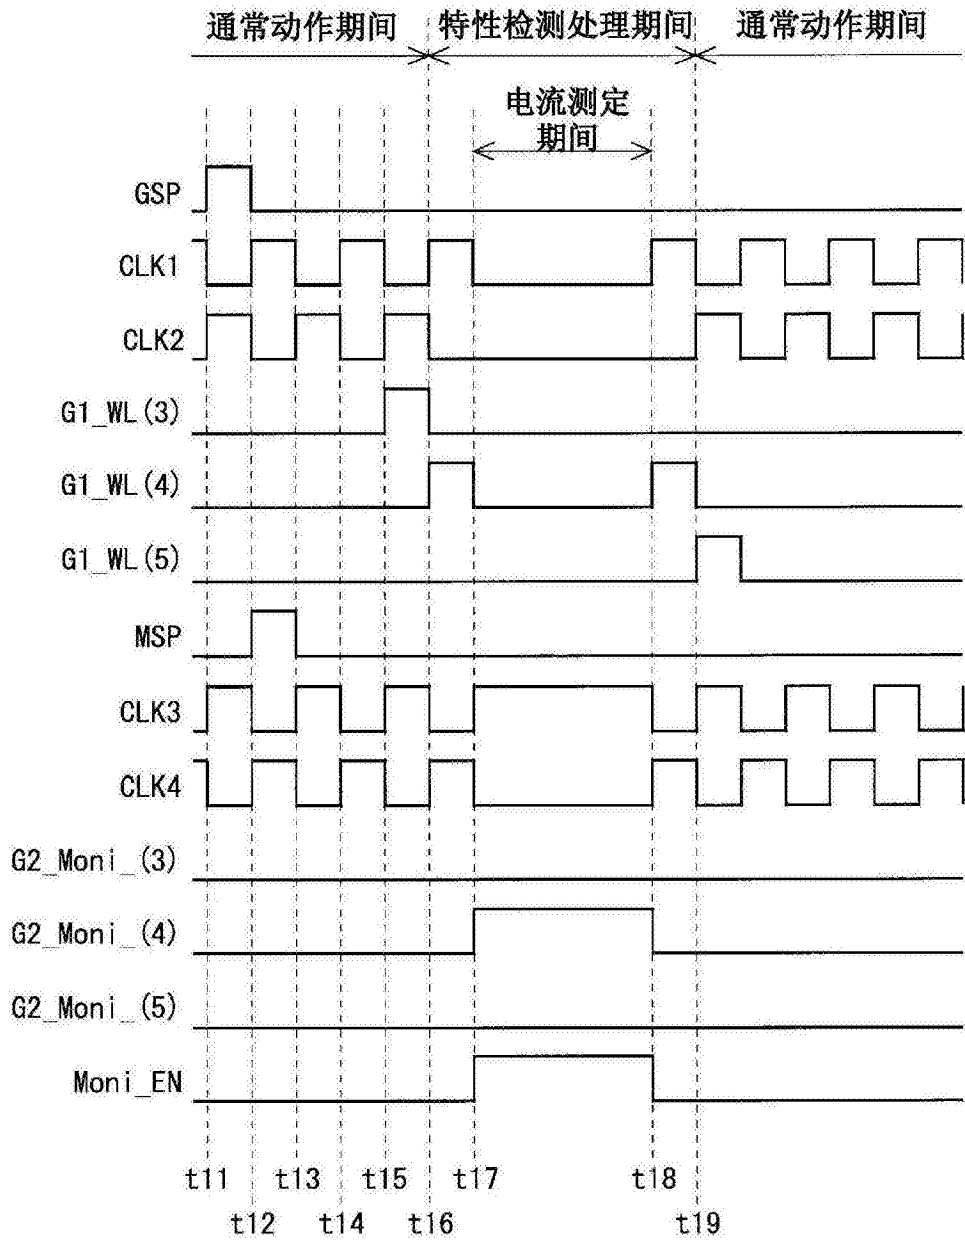 通常动作期间 特性检测处理期间 通常动作期间
电流测定
期间
GSP
CLK1
CLK2
G1_WL(3)
G1_WL(4)
G1_WL(5)
MSP
CLK3
CLK4
G2_Moni_(3)
G2_Moni_(4)
G2_Moni_(5)
Moni_EN
t11 t13 t15 t17 t18
t12 t14 t16 t19